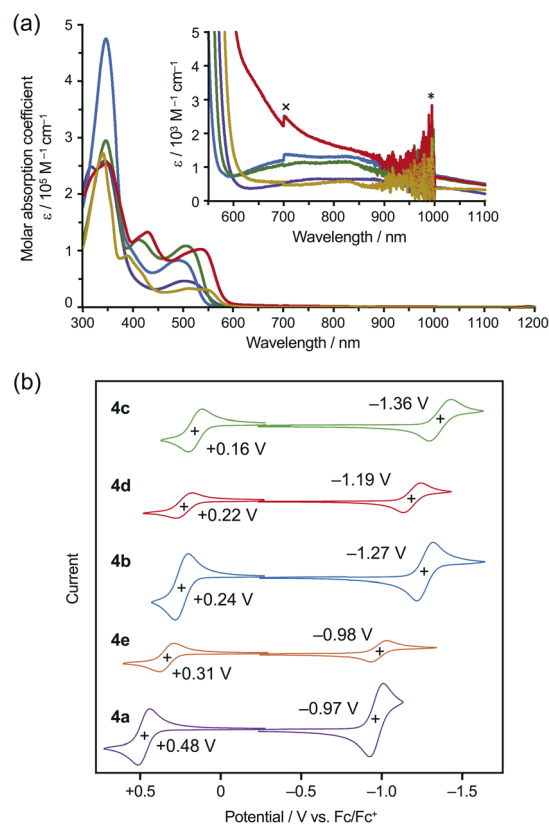 (a)
Molar absorption coefficient
ε / 10⁵ M⁻¹ cm⁻¹
5
4
3
2
1
0
300 400 500 600 700 800 900 1000 1100 1200
Wavelength / nm
ε / 10³ M⁻¹ cm⁻¹
5
4
3
2
1
0
×
*
600 700 800 900 1000 1100
Wavelength / nm
(b)
Current
4c
+
+0.16 V
–1.36 V
+
4d
+
+0.22 V
–1.19 V
+
4b
+
+0.24 V
–1.27 V
+
4e
+
+0.31 V
–0.98 V
+
4a
+
+0.48 V
–0.97 V
+
+0.5 0 –0.5 –1.0 –1.5
Potential / V vs. Fc/Fc⁺